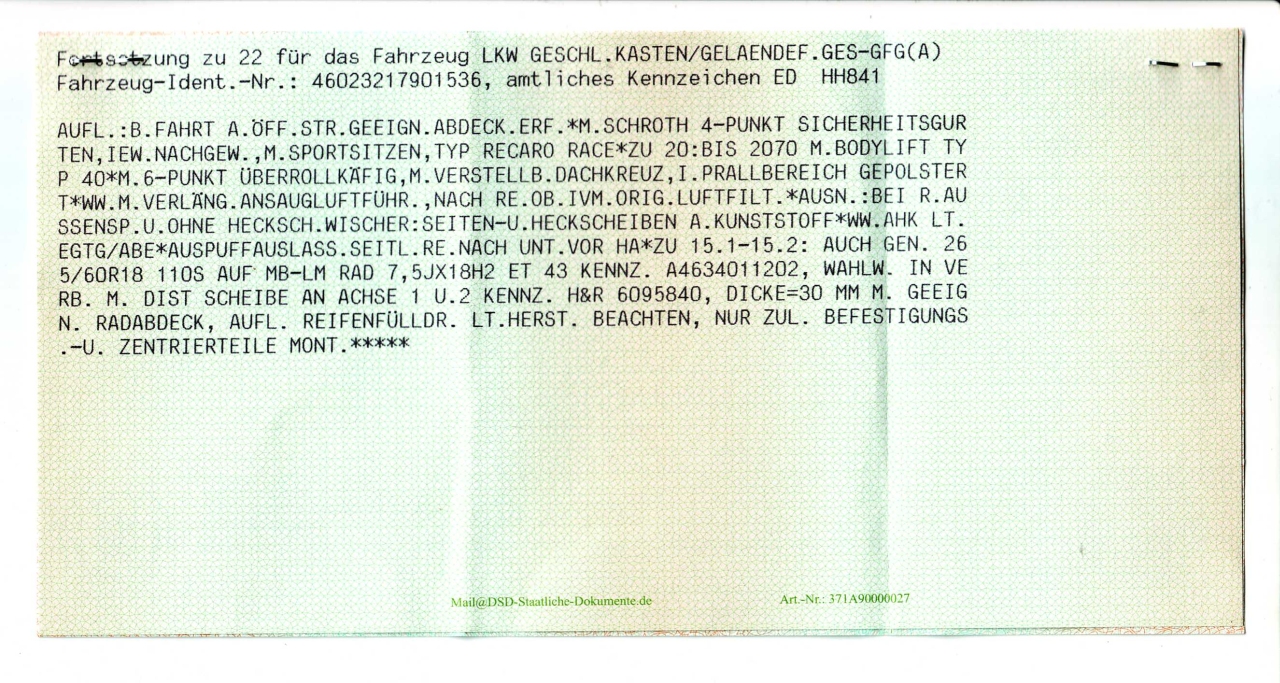 Fortsetzung zu 22 für das Fahrzeug LKW GESCHL.KASTEN/GELAENDEF.GES-GFG(A)
Fahrzeug-Ident.-Nr.: 46023217901536, amtliches Kennzeichen ED HH841
AUFL.:B.FAHRT A.ÖFF.STR.GEEIGN.ABDECK.ERF.*M.SCHROTH 4-PUNKT SICHERHEITSGUR
TEN,IEW.NACHGEW.,M.SPORTSITZEN,TYP RECARO RACE*ZU 20:BIS 2070 M.BODYLIFT TY
P 40*M.6-PUNKT ÜBERROLLKÄFIG,M.VERSTELLB.DACHKREUZ,I.PRALLBEREICH GEPOLSTER
T*WW.M.VERLÄNG.ANSAUGLUFTFÜHR.,NACH RE.OB.IVM.ORIG.LUFTFILT.*AUSN.:BEI R.AU
SSENSP.U.OHNE HECKSCH.WISCHER:SEITEN-U.HECKSCHEIBEN A.KUNSTSTOFF*WW.AHK LT.
EGTG/ABE*AUSPUFFAUSLASS.SEITL.RE.NACH UNT.VOR HA*ZU 15.1-15.2: AUCH GEN. 26
5/60R18 110S AUF MB-LM RAD 7,5JX18H2 ET 43 KENNZ. A4634011202, WAHLW. IN VE
RB. M. DIST SCHEIBE AN ACHSE 1 U.2 KENNZ. H&R 6095840, DICKE=30 MM M. GEEIG
N. RADABDECK, AUFL. REIFENFÜLLDR. LT.HERST. BEACHTEN, NUR ZUL. BEFESTIGUNGS
.-U. ZENTRIERTEILE MONT.*****
Mail@DSD-Staatliche-Dokumente.de
Art.-Nr.: 371A90000027